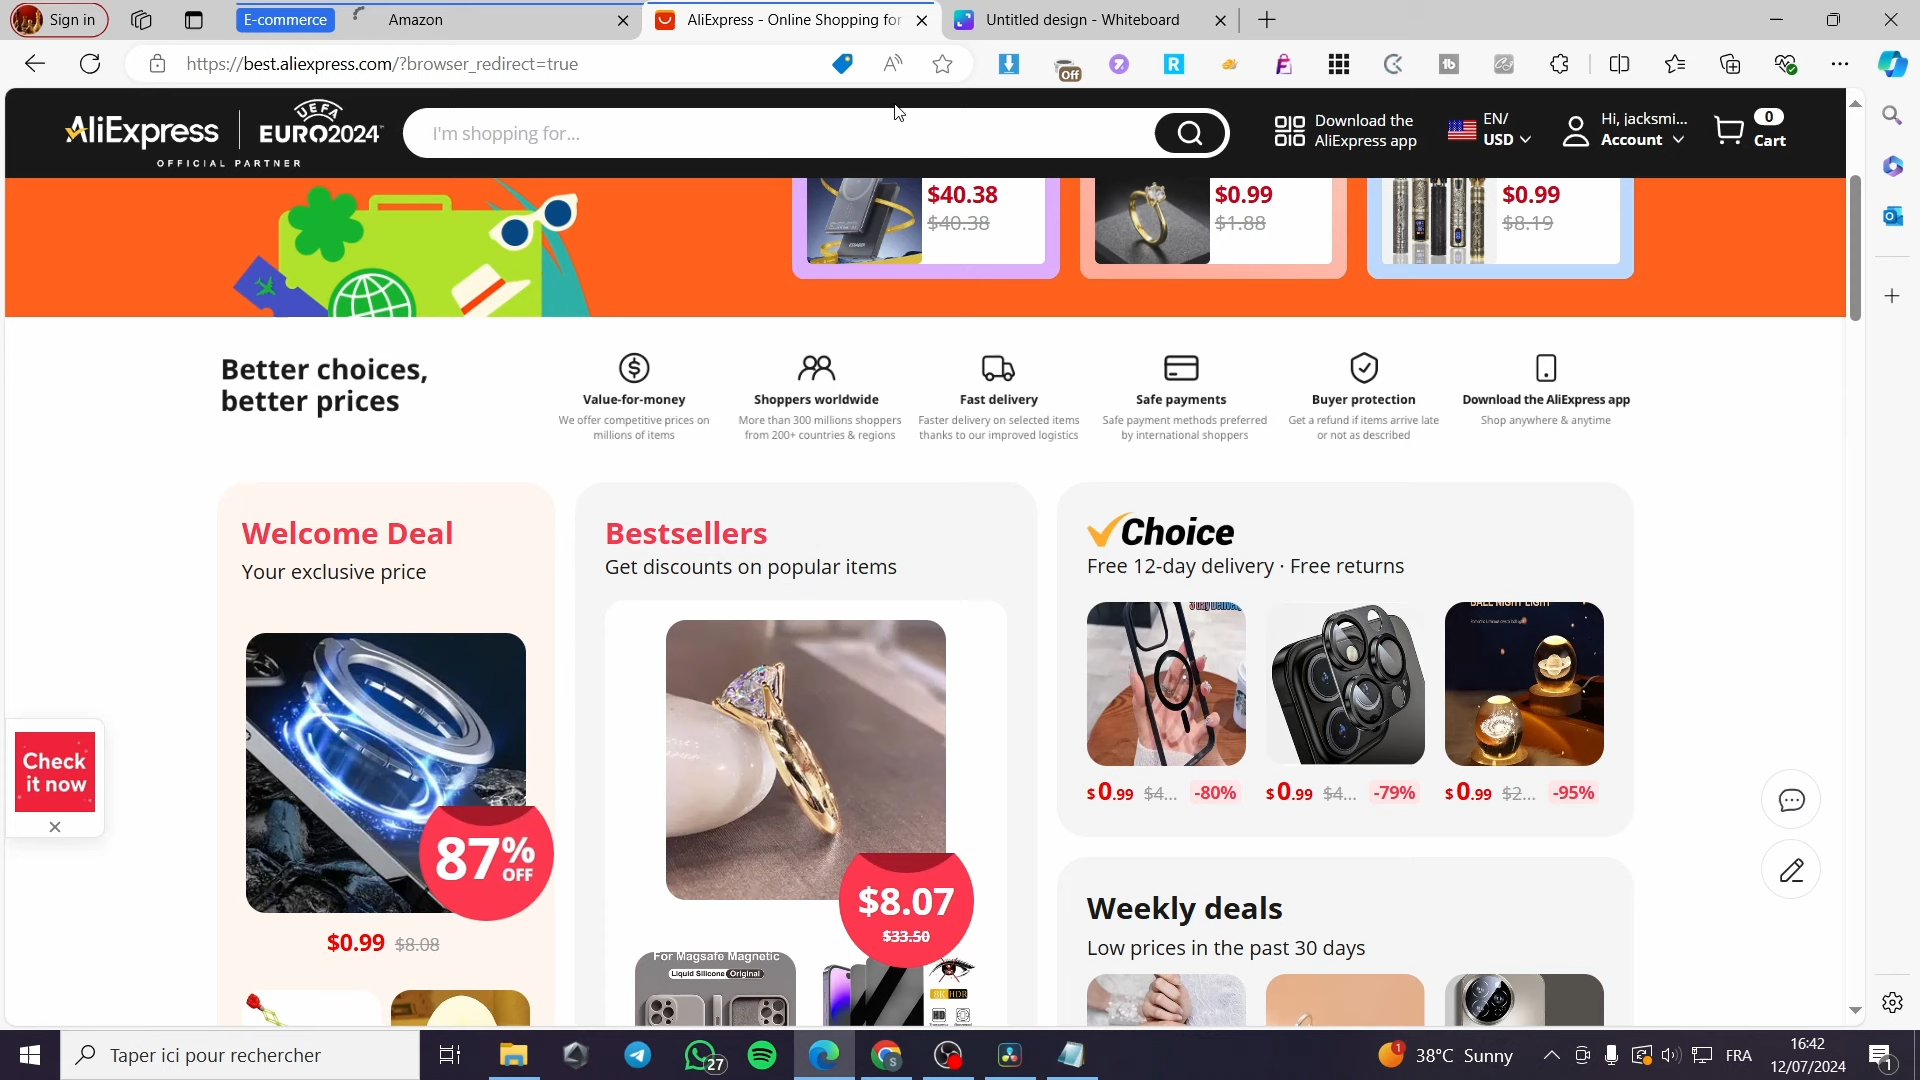 Sign in
E-commerce
Amazon
AliExpress - Online Shopping for
Untitled design - Whiteboard
https://best.aliexpress.com/?browser_redirect=true
Off
AliExpress
UEFA
EURO2024
OFFICIAL PARTNER
I'm shopping for...
Download the
AliExpress app
EN/
USD
Hi, jacksmi...
Account
0
Cart
$40.38
$40.38
$0.99
$1.88
$0.99
$8.19
Better choices,
better prices
Value-for-money
We offer competitive prices on
millions of items
Shoppers worldwide
More than 300 millions shoppers
from 200+ countries & regions
Fast delivery
Faster delivery on selected items
thanks to our improved logistics
Safe payments
Safe payment methods preferred
by international shoppers
Buyer protection
Get a refund if items arrive late
or not as described
Download the AliExpress app
Shop anywhere & anytime
Welcome Deal
Your exclusive price
87%
OFF
$0.99 $8.08
Bestsellers
Get discounts on popular items
$8.07
$33.50
For Magsafe Magnetic
Liquid Silicone Original
8K HDR
Choice
Free 12-day delivery · Free returns
BALL NIGHT LIGHT
$0.99 $4... -80%
$0.99 $4... -79%
$0.99 $2... -95%
Weekly deals
Low prices in the past 30 days
Check
it now
Taper ici pour rechercher
27
1
38°C Sunny
FRA
16:42
12/07/2024
1